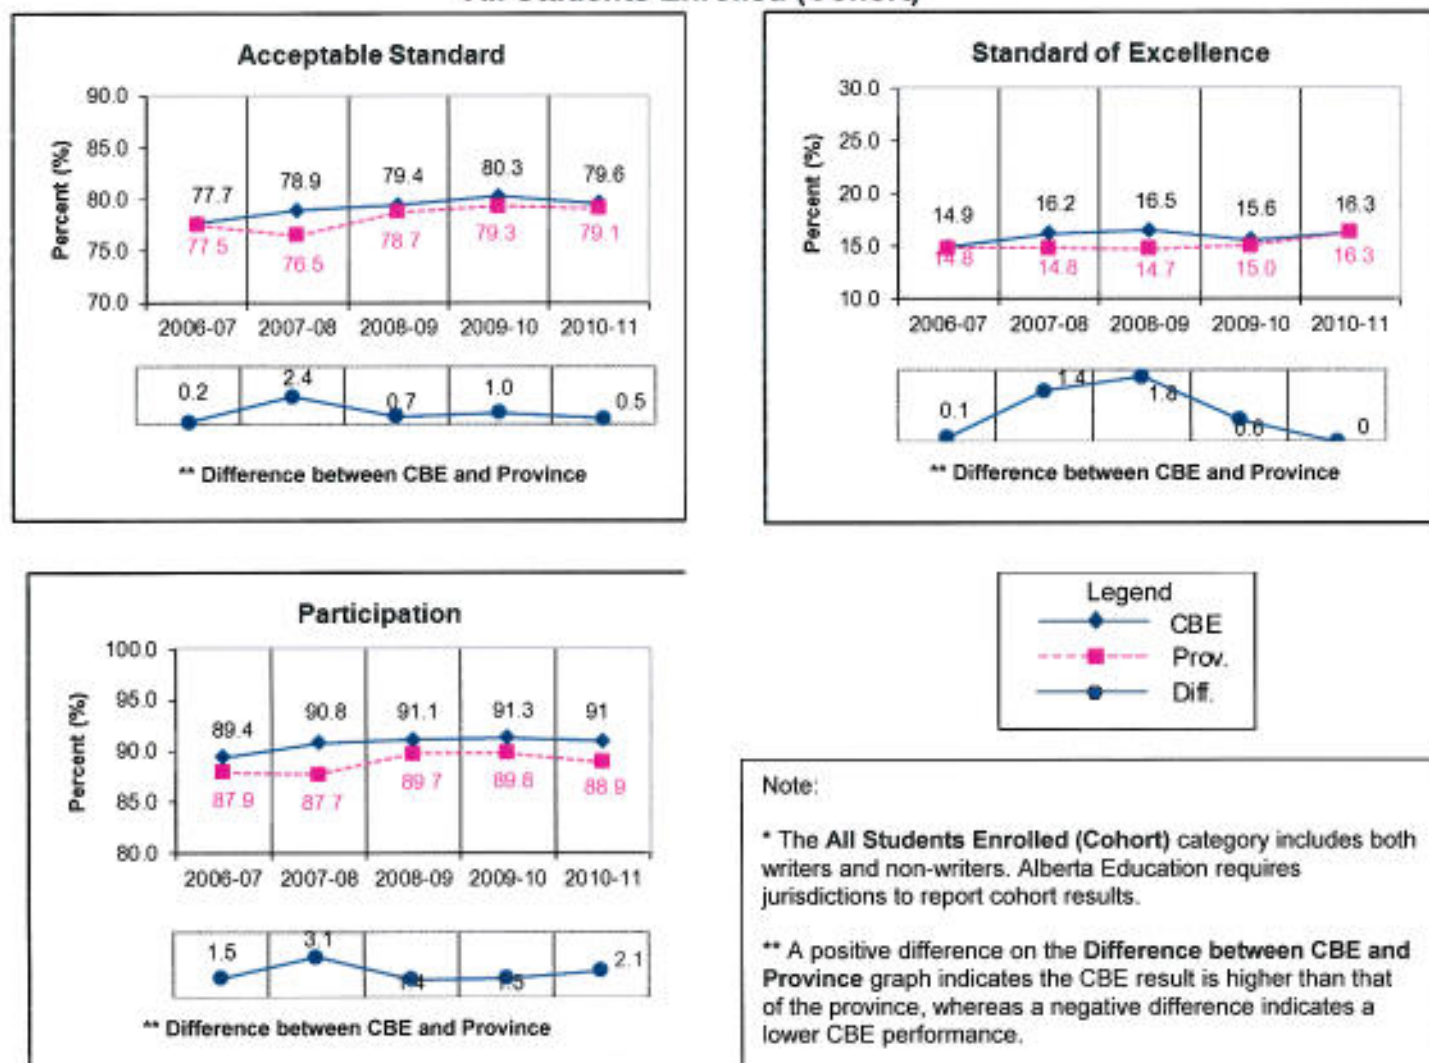 All Students Enrolled (Cohort)
Acceptable Standard
Percent (%)
90.0
85.0
80.0
75.0
70.0
77.7
78.9
79.4
80.3
79.6
77.5
76.5
78.7
79.3
79.1
2006-07 2007-08 2008-09 2009-10 2010-11
0.2
2.4
0.7
1.0
0.5
** Difference between CBE and Province
Standard of Excellence
Percent (%)
30.0
25.0
20.0
15.0
10.0
14.9
16.2
16.5
15.6
16.3
14.8
14.8
14.7
15.0
16.3
2006-07 2007-08 2008-09 2009-10 2010-11
0.1
1.4
1.8
0.6
0
** Difference between CBE and Province
Participation
Percent (%)
100.0
95.0
90.0
85.0
80.0
89.4
90.8
91.1
91.3
91
87.9
87.7
89.7
89.8
88.9
2006-07 2007-08 2008-09 2009-10 2010-11
1.5
3.1
1.4
1.5
2.1
** Difference between CBE and Province
Legend
CBE
Prov.
Diff.
Note:
* The All Students Enrolled (Cohort) category includes both
writers and non-writers. Alberta Education requires
jurisdictions to report cohort results.
** A positive difference on the Difference between CBE and
Province graph indicates the CBE result is higher than that
of the province, whereas a negative difference indicates a
lower CBE performance.